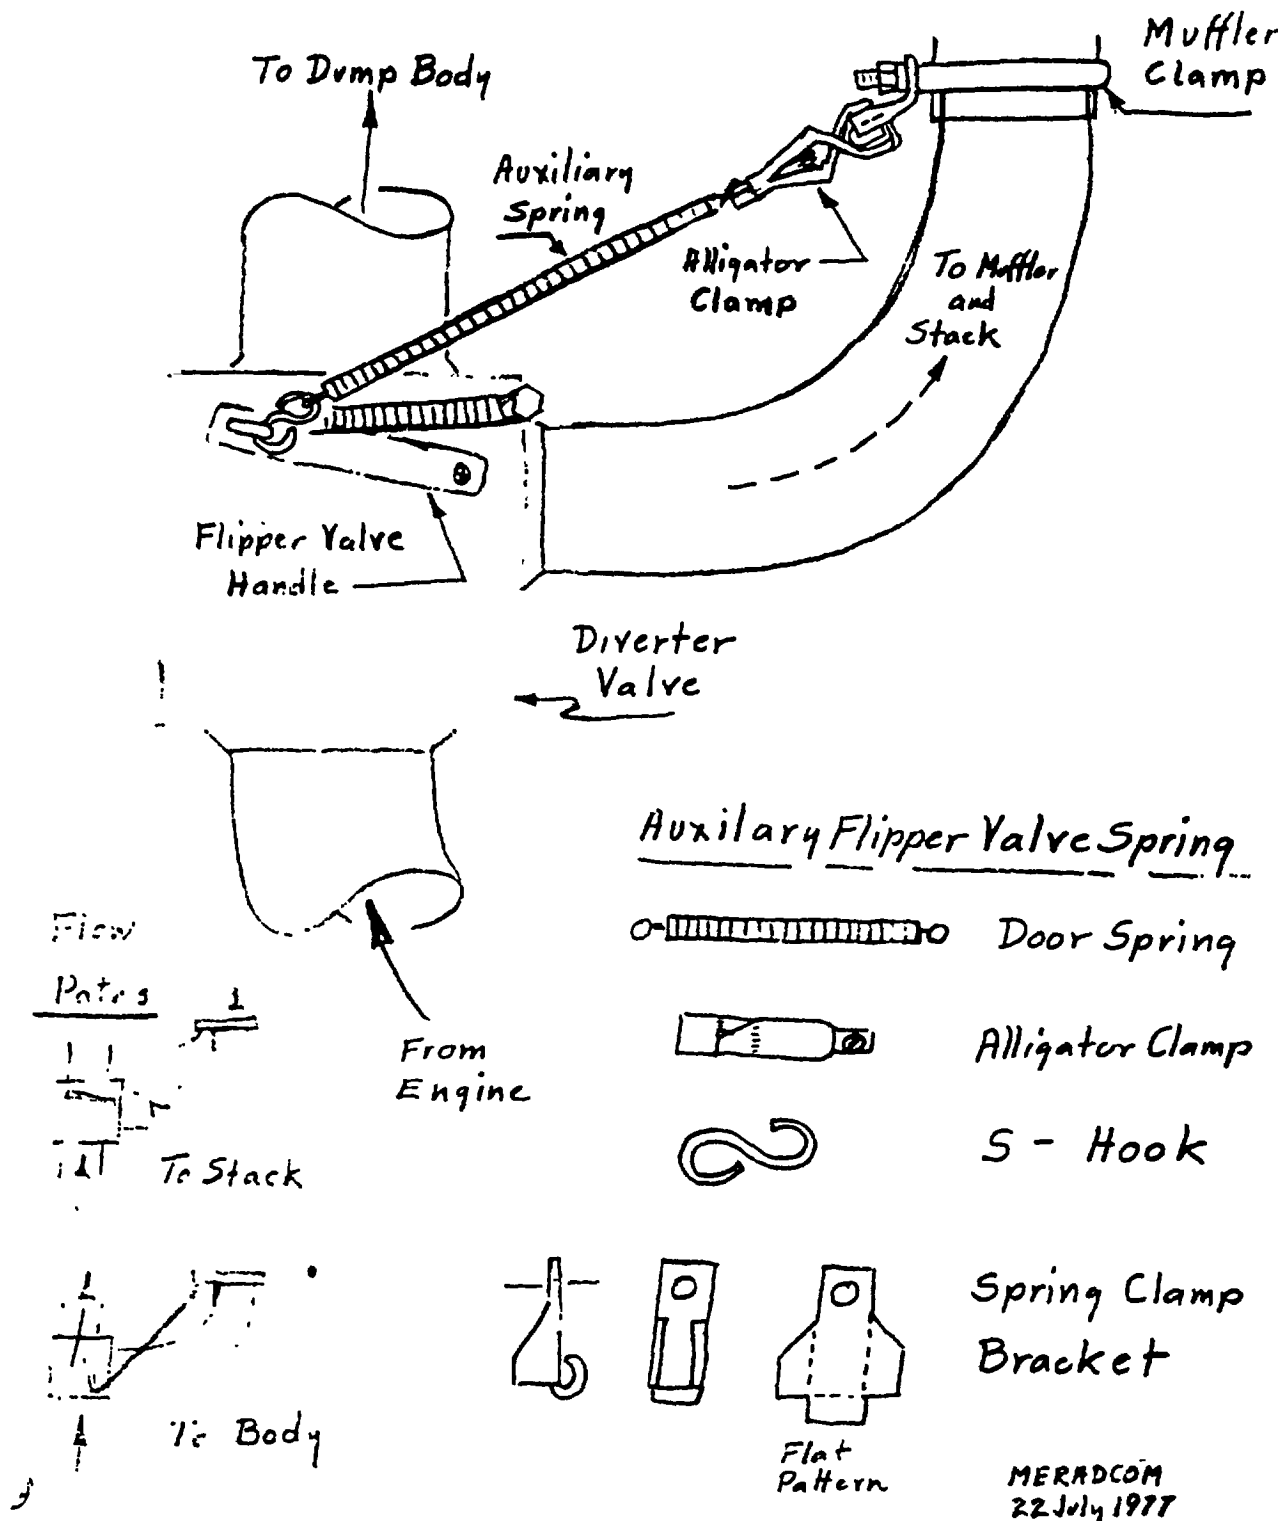 Muffler
Clamp
To Dump Body
Auxiliary
Spring
Alligator
Clamp
To Muffler
and
Stack
Flipper Valve
Handle
Diverter
Valve
Auxilary Flipper Valve Spring
Door Spring
Flow
From
Engine
Alligator Clamp
To Stack
S - Hook
Spring Clamp
Bracket
To Body
Flat
Pattern
MERADCOM
22 July 1977